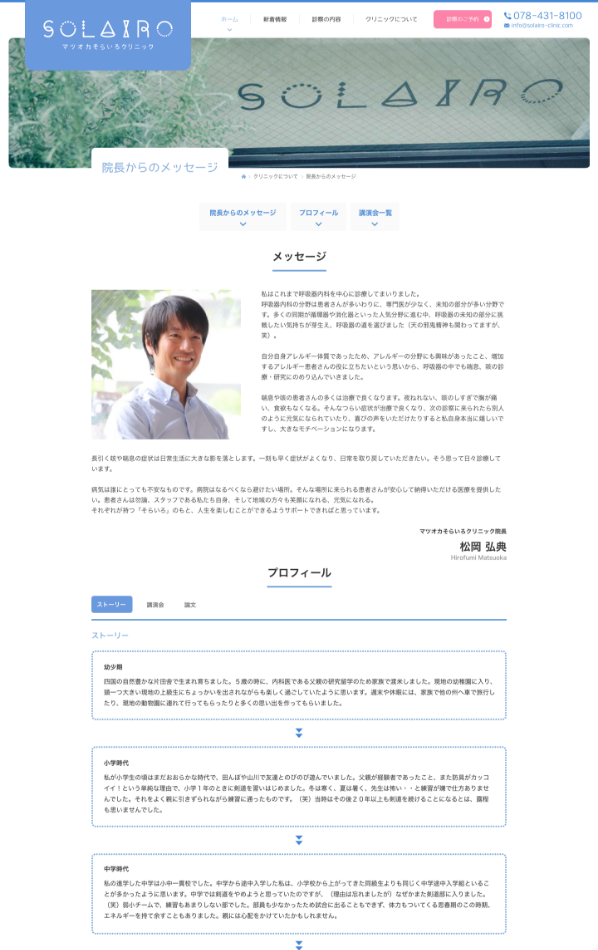 SOLAIRO
マツオカそらいろクリニック
ホーム
新着情報
診察の内容
クリニックについて
診察のご予約
078-431-8100
info@solairo-clinic.com
SOLAIRO
院長からのメッセージ
クリニックについて > 院長からのメッセージ
院長からのメッセージ
プロフィール
講演会一覧
メッセージ
私はこれまで呼吸器内科を中心に診療してまいりました。
呼吸器内科の分野は患者さんが多いわりに、専門医が少なく、未知の部分が多い分野で
す。多くの同期が循環器や消化器といった人気分野に進む中、呼吸器の未知の部分に挑
戦したい気持ちが芽生え、呼吸器の道を選びました（天の邪鬼精神も関わってますが、
笑）。
自分自身アレルギー体質であったため、アレルギーの分野にも興味があったこと、増加
するアレルギー患者さんの役に立ちたいという思いから、呼吸器の中でも喘息、咳の診
療・研究にのめり込んでいきました。
喘息や咳の患者さんの多くは治療で良くなります。夜ねれない、咳のしすぎで胸が痛
い、食欲もなくなる。そんなつらい症状が治療で良くなり、次の診察に来られたら別人
のように元気になられていたり、喜びの声をいただけたりすると私自身本当に嬉しいで
すし、大きなモチベーションになります。
長引く咳や喘息の症状は日常生活に大きな影を落とします。一刻も早く症状がよくなり、日常を取り戻していただきたい。そう思って日々診療して
います。
病気は誰にとっても不安なものです。病院はなるべくなら避けたい場所。そんな場所に来られる患者さんが安心して納得いただける医療を提供した
い。患者さんは勿論、スタッフである私たち自身、そして地域の方々も笑顔になれる、元気になれる。
それぞれが持つ「そらいろ」のもと、人生を楽しむことができるようサポートできればと思っています。
マツオカそらいろクリニック院長
松岡 弘典
Hirofumi Matsuoka
プロフィール
ストーリー
講演会
論文
ストーリー
幼少期
四国の自然豊かな片田舎で生まれ育ちました。５歳の時に、内科医である父親の研究留学のため家族で渡米しました。現地の幼稚園に入り、
頭一つ大きい現地の上級生にちょっかいを出されながらも楽しく過ごしていたように思います。週末や休暇には、家族で他の州へ車で旅行し
たり、現地の動物園に連れて行ってもらったりと多くの思い出を作ってもらいました。
小学時代
私が小学生の頃はまだおおらかな時代で、田んぼや山川で友達とのびのび遊んでいました。父親が経験者であったこと、また防具がカッコ
イイ！という単純な理由で、小学１年のときに剣道を習いはじめました。冬は寒く、夏は暑く、先生は怖い・・と練習が嫌で仕方ありませ
んでした。それをよく親に引きずられながら練習に通ったものです。（笑）当時はその後２０年以上も剣道を続けることになるとは、露程
も思いませんでした。
中学時代
私の進学した中学は小中一貫校でした。中学から途中入学した私は、小学校から上がってきた同級生よりも同じく中学途中入学組といるこ
とが多かったように思います。中学では剣道をやめようと思っていたのですが、（理由は忘れましたが）なぜかまた剣道部に入りました。
（笑）弱小チームで、練習もあまりしない部でした。部員も少なかったため試合に出ることもできず、体力もついてくる思春期のこの時期、
エネルギーを持て余すこともありました。親には心配をかけていたかもしれません。